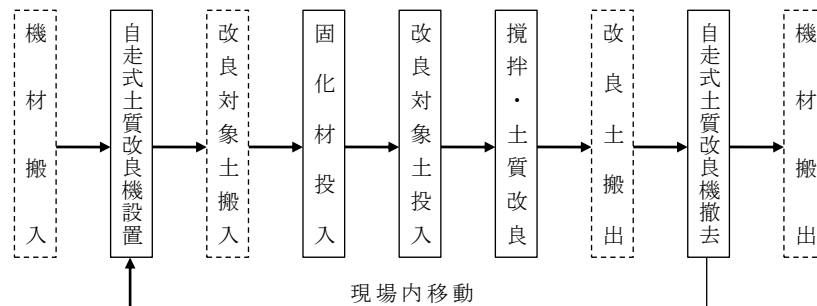 機材搬入
自走式土質改良機設置
改良対象土搬入
固化材投入
改良対象土投入
攪拌・土質改良
改良土搬出
自走式土質改良機撤去
機材搬出
現場内移動